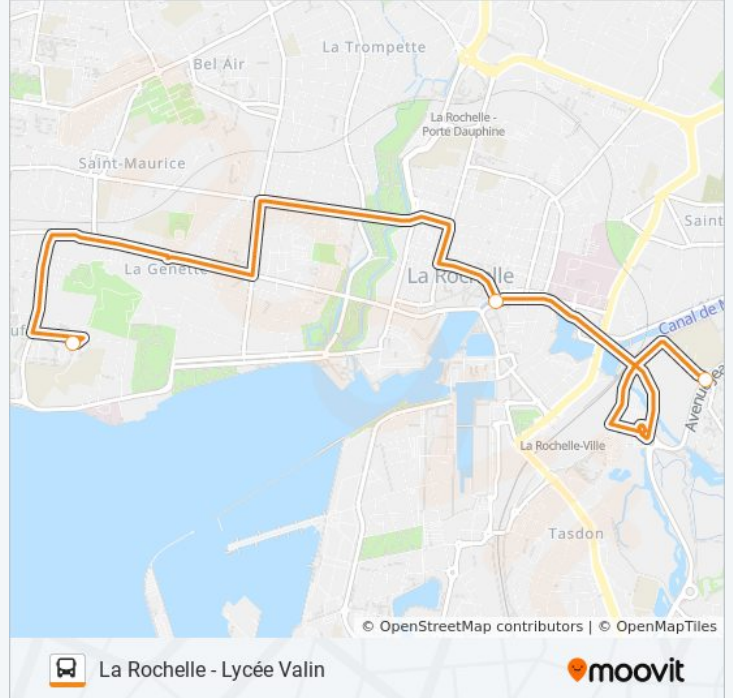 La Trompette
Bel Air
La Rochelle -
Porte Dauphine
Saint-Maurice
Saint
La Genette
La Rochelle
Canal de
Avenue Jea
La Rochelle-Ville
Tasdon
© OpenStreetMap contributors | © OpenMapTiles
La Rochelle - Lycée Valin
moovit